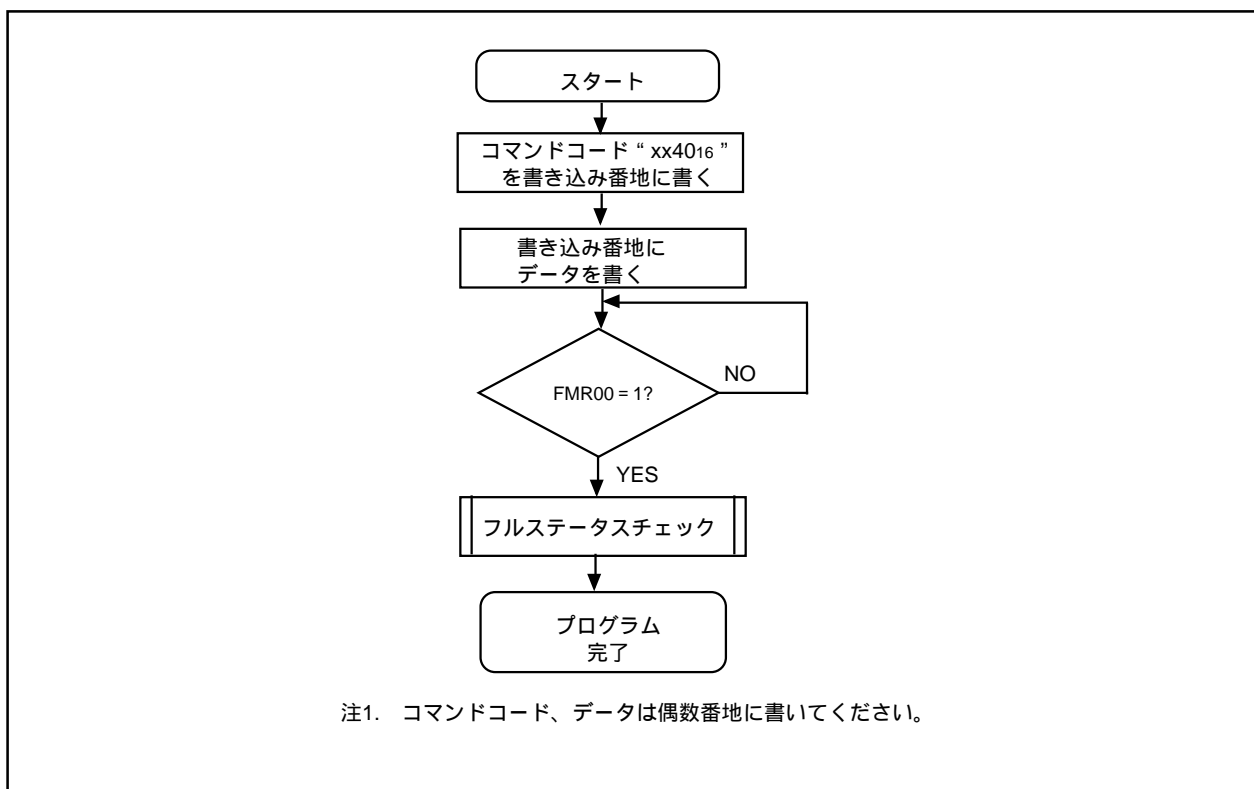 スタート
コマンドコード“ xx4016 ”
を書き込み番地に書く
書き込み番地に
データを書く
FMR00 = 1?
NO
YES
フルステータスチェック
プログラム
完了
注1. コマンドコード、データは偶数番地に書いてください。